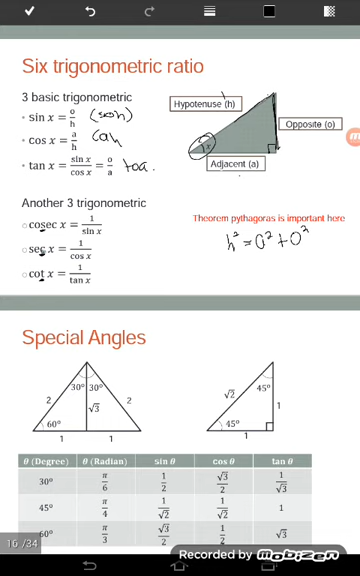 Six trigonometric ratio
3 basic trigonometric
• sin x = o/h (soh)
• cos x = a/h (cah
• tan x = sin x/cos x = o/a toa.
Hypotenuse (h)
Opposite (o)
x
Adjacent (a)
Another 3 trigonometric
○ cosec x = 1/sin x
○ sec x = 1/cos x
○ cot x = 1/tan x
Theorem pythagoras is important here
h² = a² + o²
Special Angles
30° 30°
2 √3 2
60°
1 1
√2 45°
1
45°
1
θ (Degree) θ (Radian) sin θ cos θ tan θ
30° π/6 1/2 √3/2 1/√3
45° π/4 1/√2 1/√2 1
60° π/3 √3/2 1/2 √3
16 /34
Recorded by Mobizen